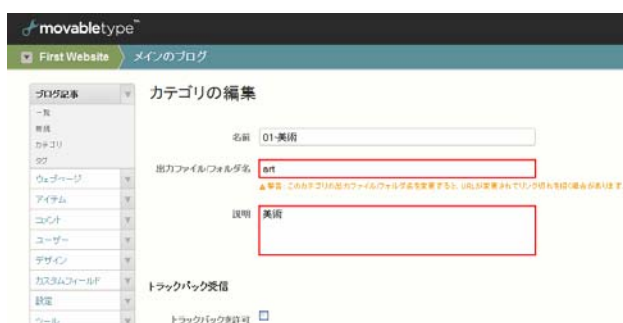 movabletype™
First Website
メインのブログ
ブログ記事
一覧
新規
カテゴリ
タグ
ウェブページ
アイテム
コメント
ユーザー
デザイン
カスタムフィールド
設定
ツール
カテゴリの編集
名前 01-美術
出力ファイル/フォルダ名 art
警告: このカテゴリの出力ファイル/フォルダ名を変更すると、URLが変更されてリンク切れを招く場合があります
説明 美術
トラックバック受信
トラックバック許可